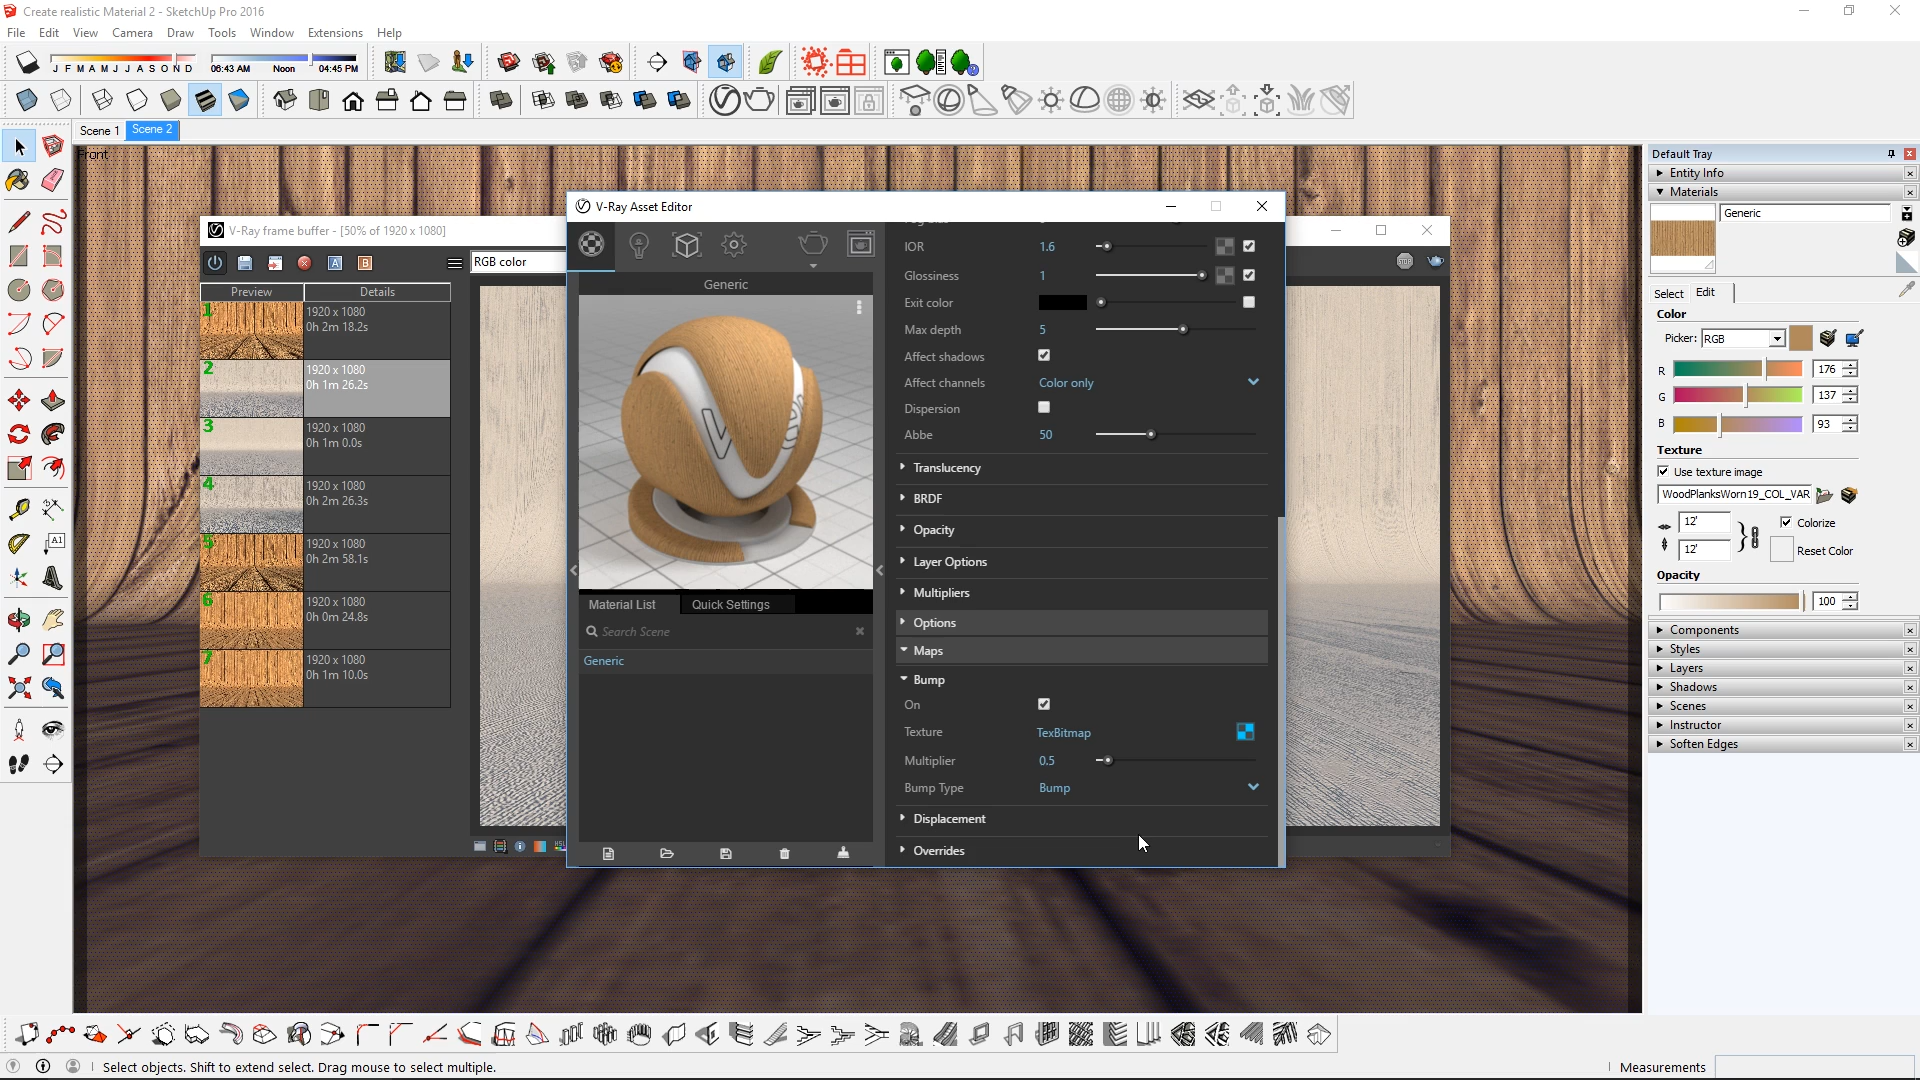 Create realistic Material 2 - SketchUp Pro 2016
File Edit View Camera Draw Tools Window Extensions Help
J F M A M J J A S O N D 06:43 AM Noon 04:45 PM
Scene 1 Scene 2
Front
V-Ray frame buffer - [50% of 1920 x 1080]
RGB color
Preview Details
1 1920 x 1080
0h 2m 18.2s
2 1920 x 1080
0h 1m 26.2s
3 1920 x 1080
0h 1m 0.0s
4 1920 x 1080
0h 2m 26.3s
5 1920 x 1080
0h 2m 58.1s
6 1920 x 1080
0h 0m 24.8s
7 1920 x 1080
0h 1m 10.0s
V-Ray Asset Editor
Generic
Material List Quick Settings
Search Scene
Generic
IOR 1.6
Glossiness 1
Exit color
Max depth 5
Affect shadows
Affect channels Color only
Dispersion
Abbe 50
Translucency
BRDF
Opacity
Layer Options
Multipliers
Options
Maps
Bump
On
Texture TexBitmap
Multiplier 0.5
Bump Type Bump
Displacement
Overrides
Default Tray
Entity Info
Materials
Generic
Select Edit
Color
Picker: RGB
R 176
G 137
B 93
Texture
Use texture image
WoodPlanksWorn19_COL_VAR
12'
Colorize
12'
Reset Color
Opacity
100
Components
Styles
Layers
Shadows
Scenes
Instructor
Soften Edges
Select objects. Shift to extend select. Drag mouse to select multiple.
Measurements